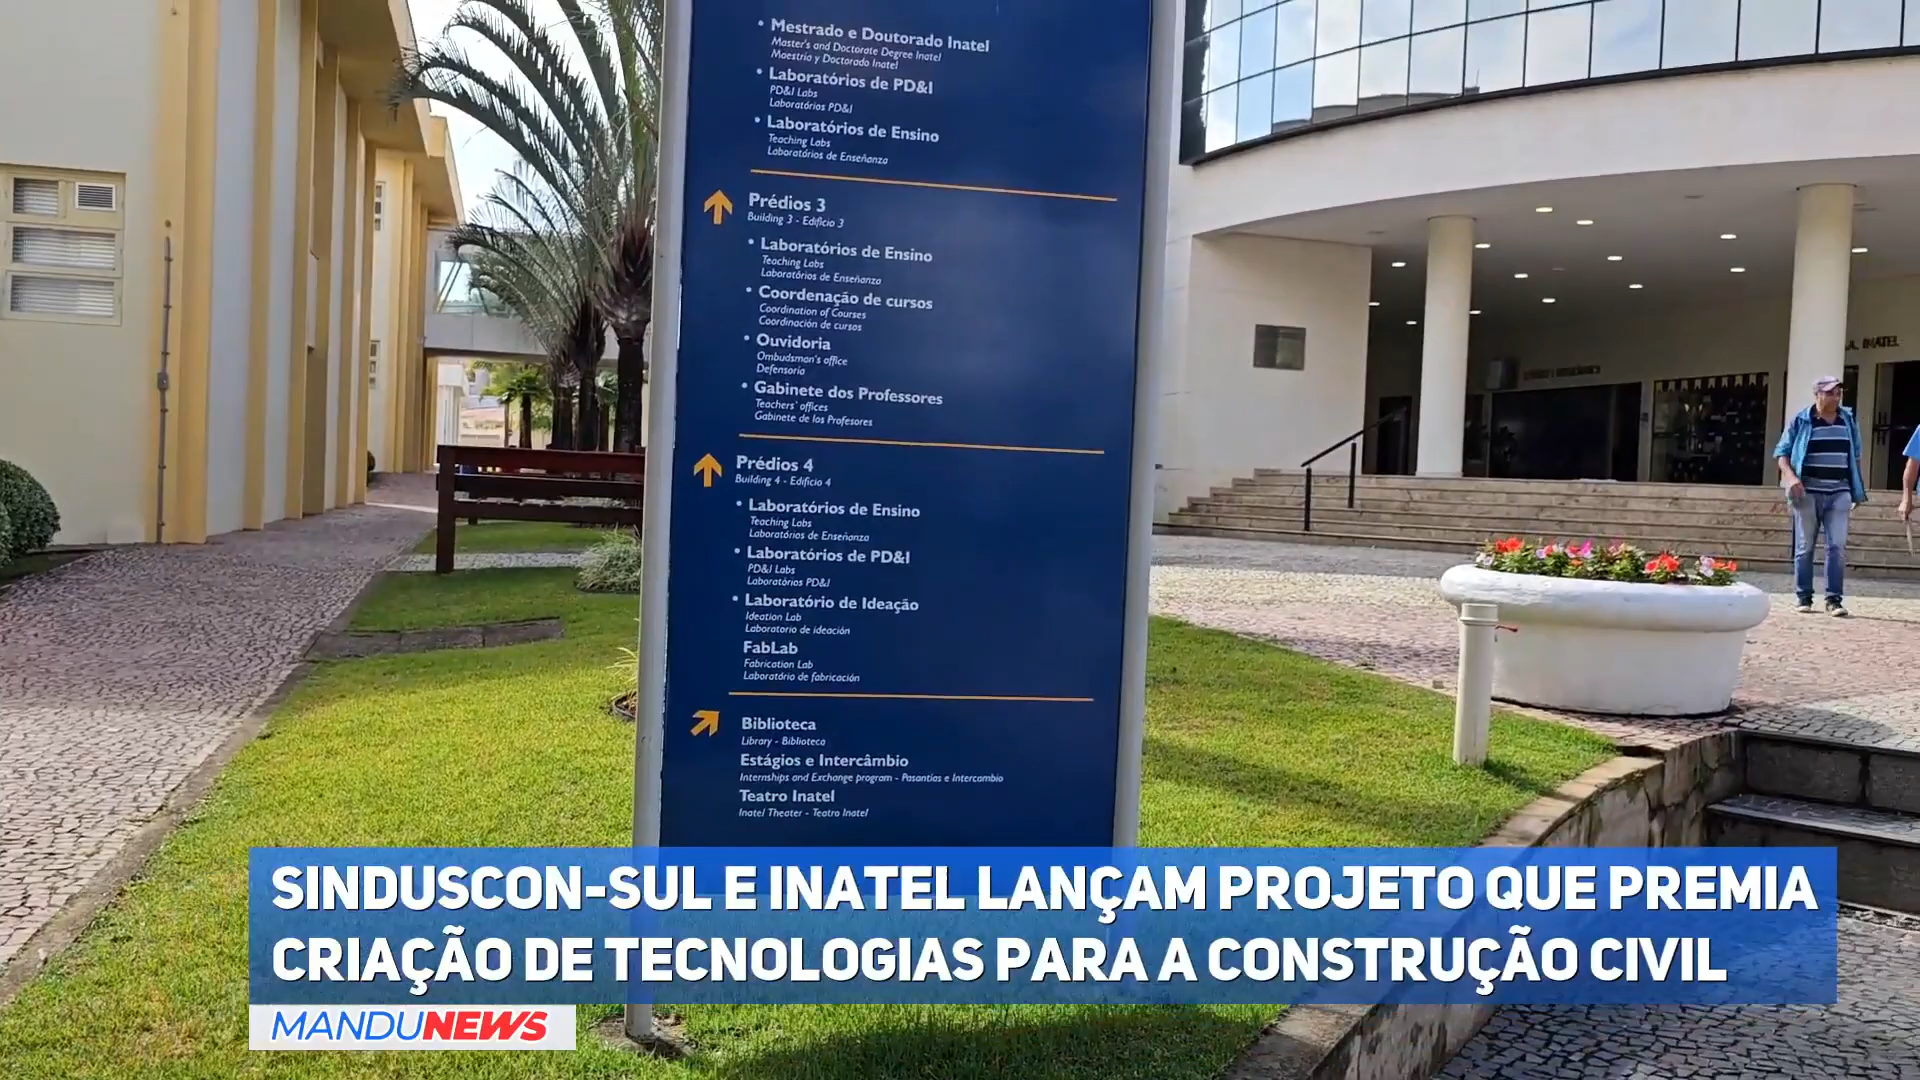 • Mestrado e Doutorado Inatel
Master's and Doctorate Degree Inatel
Maestría y Doctorado Inatel
• Laboratórios de PD&I
PD&I Labs
Laboratórios PD&I
• Laboratórios de Ensino
Teaching Labs
Laboratórios de Enseñanza
Prédios 3
Building 3 - Edifício 3
• Laboratórios de Ensino
Teaching Labs
Laboratórios de Enseñanza
• Coordenação de cursos
Coordination of Courses
Coordinación de cursos
• Ouvidoria
Ombudsman's office
Defensoría
• Gabinete dos Professores
Teachers' offices
Gabinete de los Profesores
Prédios 4
Building 4 - Edifício 4
• Laboratórios de Ensino
Teaching Labs
Laboratórios de Enseñanza
• Laboratórios de PD&I
PD&I Labs
Laboratórios PD&I
• Laboratório de Ideação
Ideation Lab
Laboratorio de ideación
FabLab
Fabrication Lab
Laboratório de fabricación
Biblioteca
Library - Biblioteca
Estágios e Intercâmbio
Internships and Exchange program - Pasantías e Intercambio
Teatro Inatel
Inatel Theater - Teatro Inatel
INATEL
SINDUSCON-SUL E INATEL LANÇAM PROJETO QUE PREMIA
CRIAÇÃO DE TECNOLOGIAS PARA A CONSTRUÇÃO CIVIL
MANDUNEWS